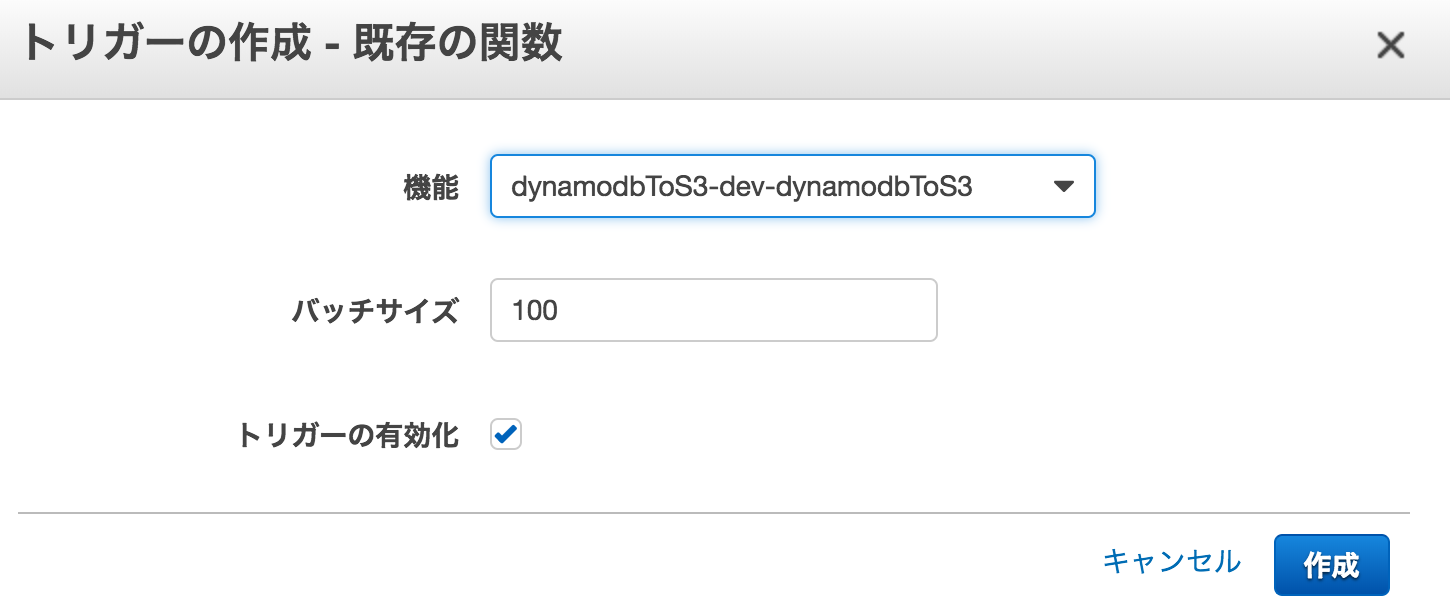 トリガーの作成 - 既存の関数
機能 dynamodbToS3-dev-dynamodbToS3
バッチサイズ 100
トリガーの有効化
キャンセル 作成